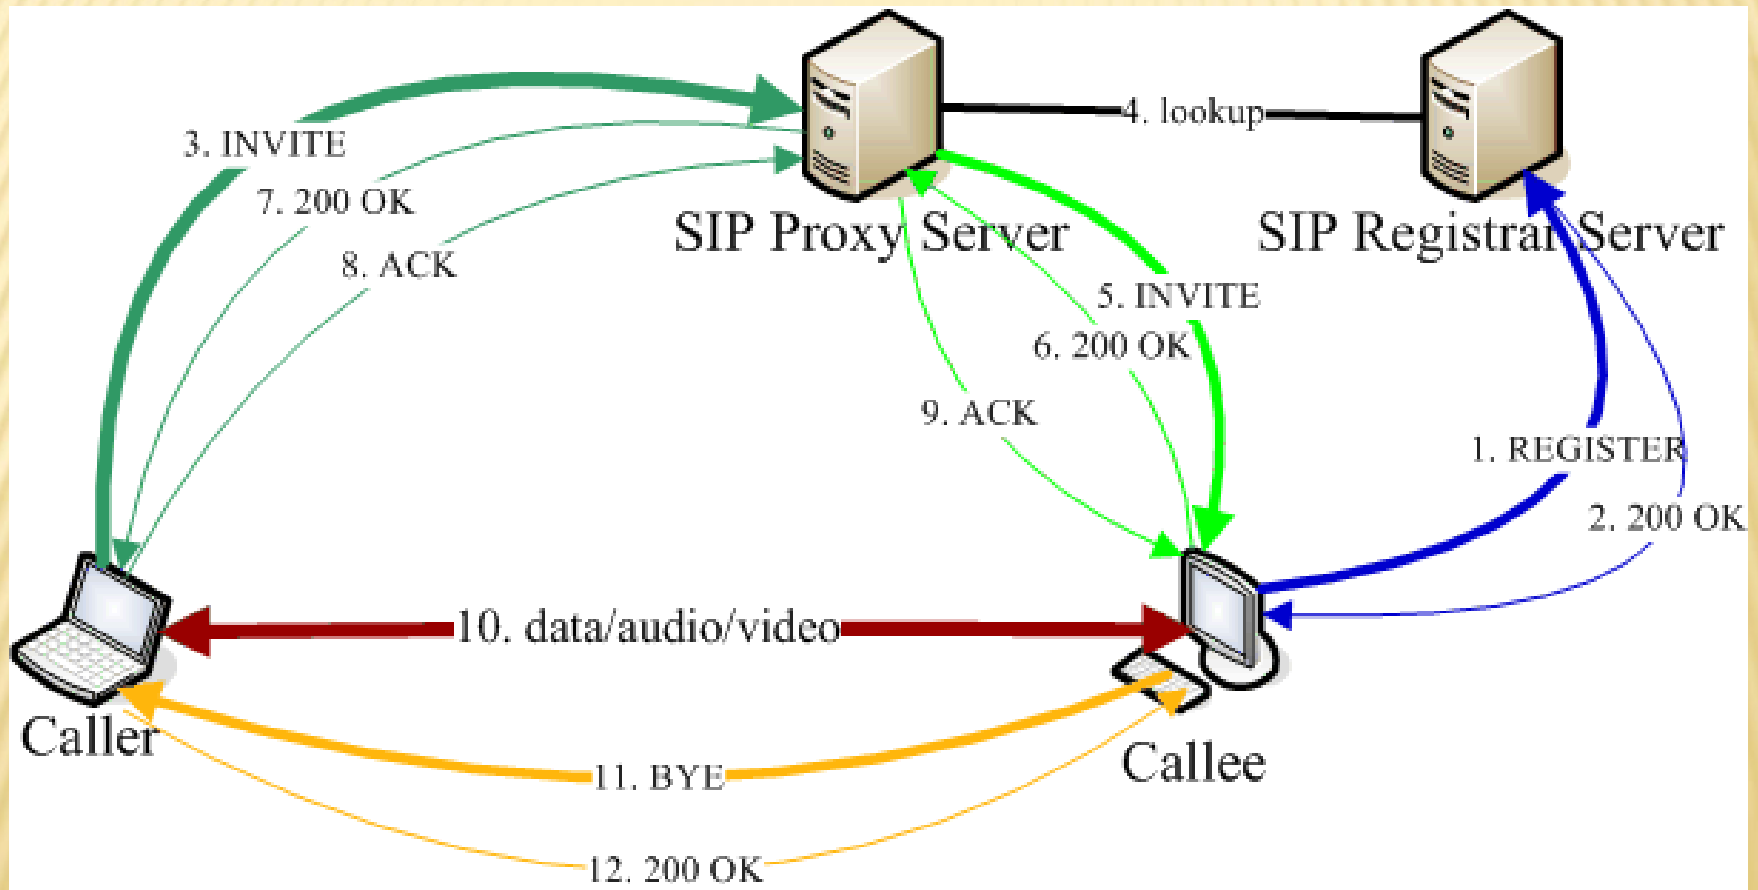 4. lookup
3. INVITE
7. 200 OK
8. ACK
SIP Proxy Server
SIP Registrar Server
5. INVITE
6. 200 OK
9. ACK
1. REGISTER
2. 200 OK
10. data/audio/video
Caller
Callee
11. BYE
12. 200 OK